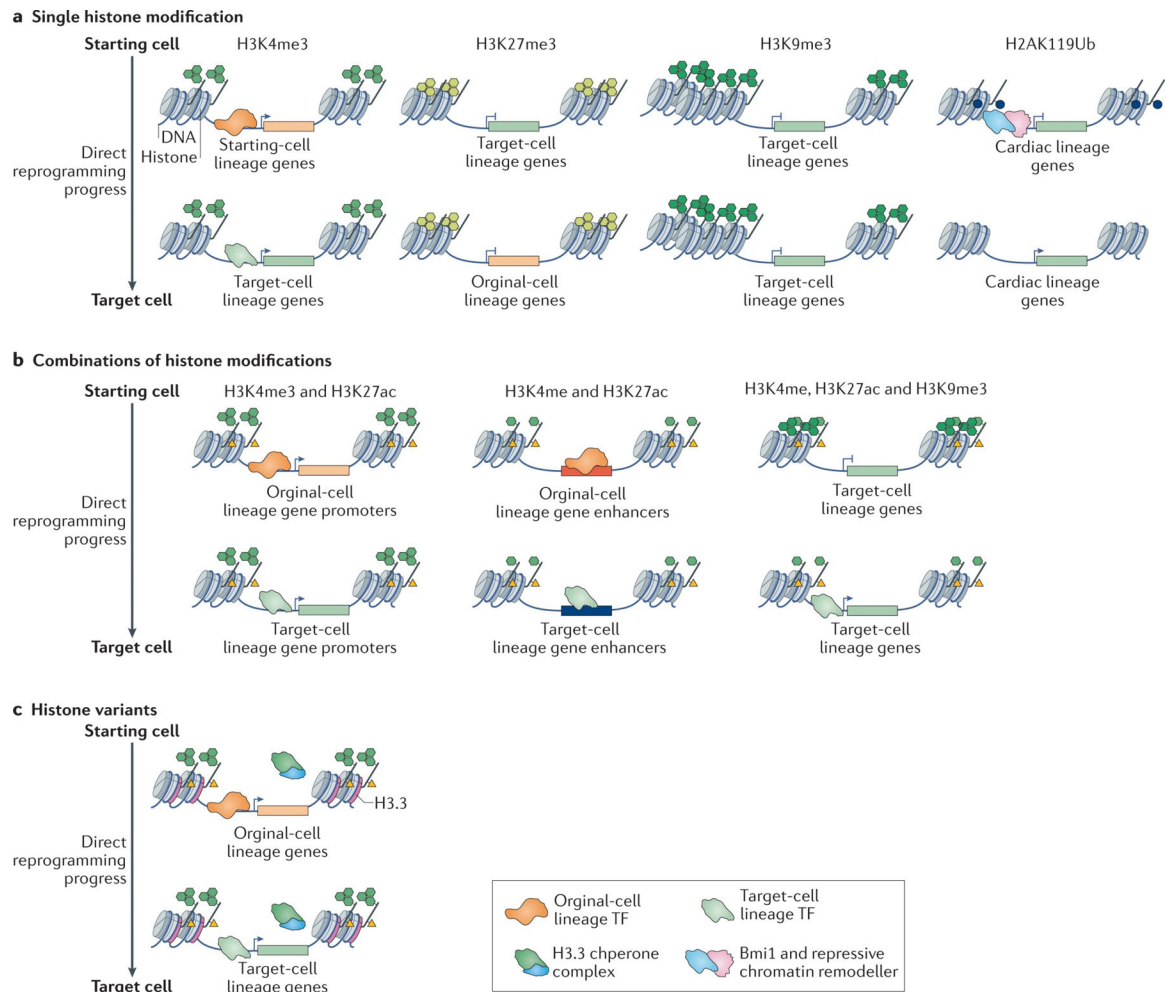 a Single histone modification
Starting cell
H3K4me3
H3K27me3
H3K9me3
H2AK119Ub
DNA
Histone
Starting-cell
lineage genes
Target-cell
lineage genes
Target-cell
lineage genes
Cardiac lineage
genes
Direct
reprogramming
progress
Target-cell
lineage genes
Orginal-cell
lineage genes
Target-cell
lineage genes
Cardiac lineage
genes
Target cell
b Combinations of histone modifications
Starting cell
H3K4me3 and H3K27ac
H3K4me and H3K27ac
H3K4me, H3K27ac and H3K9me3
Orginal-cell
lineage gene promoters
Orginal-cell
lineage gene enhancers
Target-cell
lineage genes
Direct
reprogramming
progress
Target-cell
lineage gene promoters
Target-cell
lineage gene enhancers
Target-cell
lineage genes
Target cell
c Histone variants
Starting cell
H3.3
Orginal-cell
lineage genes
Direct
reprogramming
progress
Target-cell
lineage genes
Target cell
Orginal-cell
lineage TF
Target-cell
lineage TF
H3.3 chperone
complex
Bmi1 and repressive
chromatin remodeller